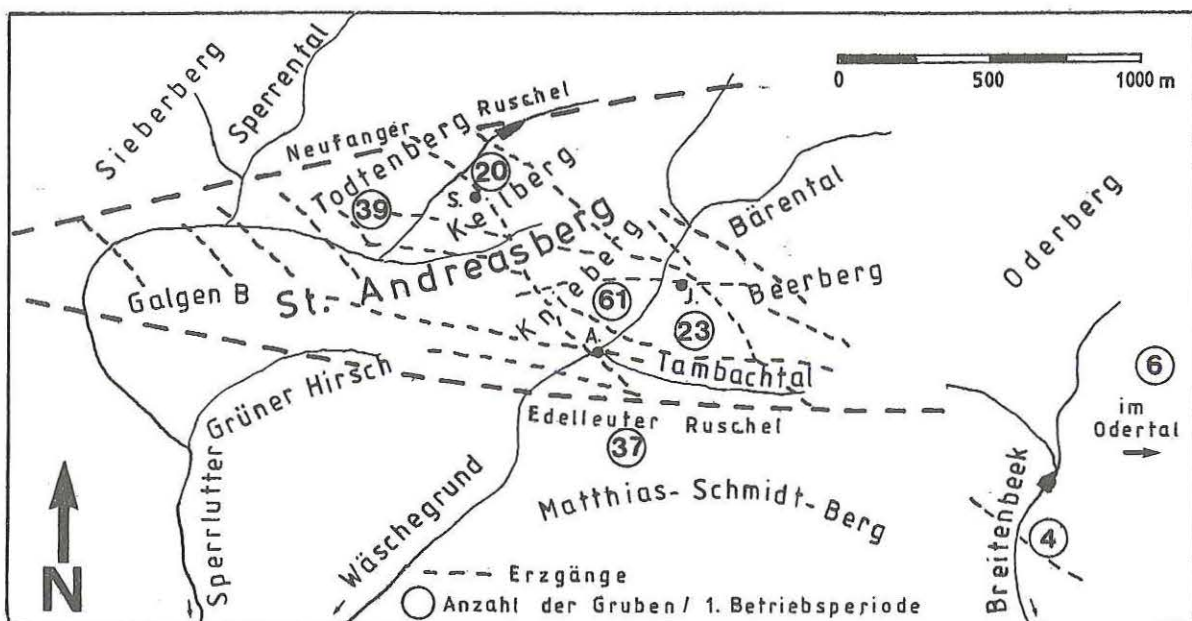 Sieberberg
Sperrental
0 500 1000 m
Neufanger Ruschel
Todtenberg
39
20
S.
Keilberg
St. Andreasberg
Galgen B
Knieberg
61
Bärental
Beerberg
J.
23
A.
Tambachtal
Oderberg
6
im
Odertal
Grüner Hirsch
Edelleuter Ruschel
37
Matthias-Schmidt-Berg
Sperrlutter
Wäschegrund
Breitenbeek
4
N
Erzgänge
Anzahl der Gruben / 1. Betriebsperiode